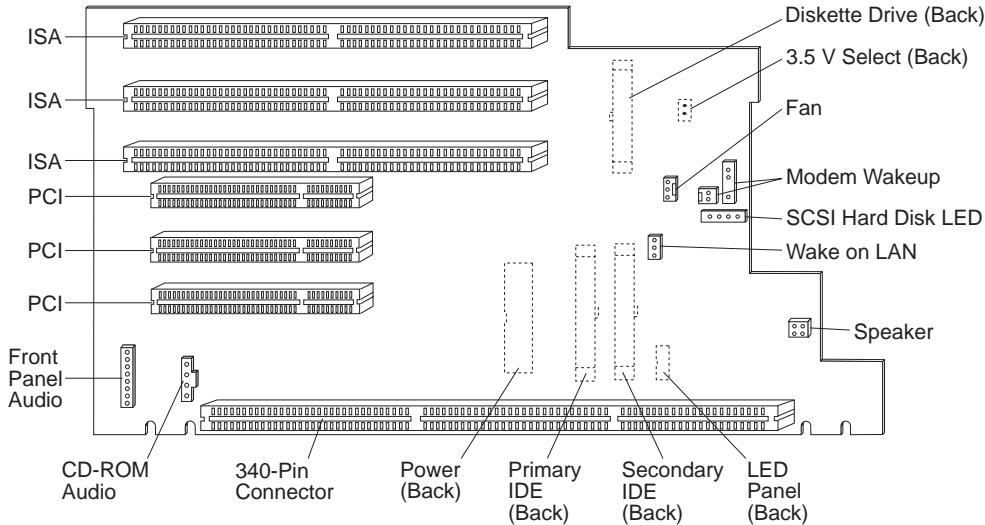 ISA
ISA
ISA
PCI
PCI
PCI
Front
Panel
Audio
Diskette Drive (Back)
3.5 V Select (Back)
Fan
Modem Wakeup
SCSI Hard Disk LED
Wake on LAN
Speaker
CD-ROM
Audio
340-Pin
Connector
Power
(Back)
Primary
IDE
(Back)
Secondary
IDE
(Back)
LED
Panel
(Back)